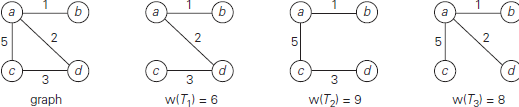 a 1 b a 1 b a 1 b a 1 b
5 2 2 5 5 2
c 3 d c 3 d c 3 d c d
graph w(T₁) = 6 w(T₂) = 9 w(T₃) = 8